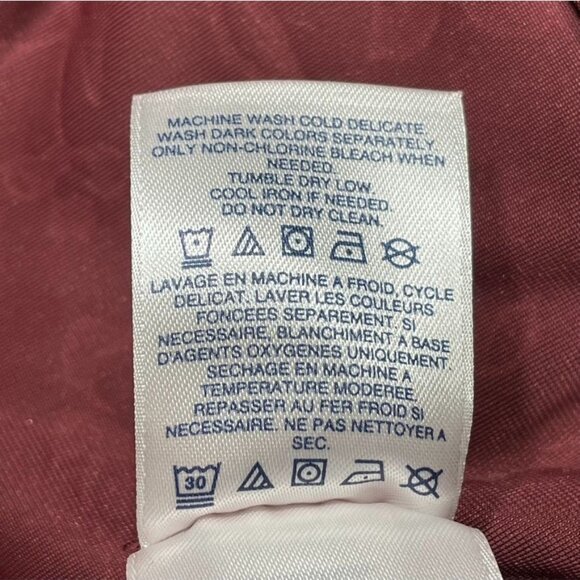 MACHINE WASH COLD DELICATE.
WASH DARK COLORS SEPARATELY.
ONLY NON-CHLORINE BLEACH WHEN
NEEDED.
TUMBLE DRY LOW.
COOL IRON IF NEEDED.
DO NOT DRY CLEAN.
LAVAGE EN MACHINE A FROID, CYCLE
DELICAT. LAVER LES COULEURS
FONCEES SEPAREMENT. SI
NECESSAIRE, BLANCHIMENT A BASE
D'AGENTS OXYGENES UNIQUEMENT.
SECHAGE EN MACHINE A
TEMPERATURE MODEREE.
REPASSER AU FER FROID SI
NECESSAIRE. NE PAS NETTOYER A
SEC.
30